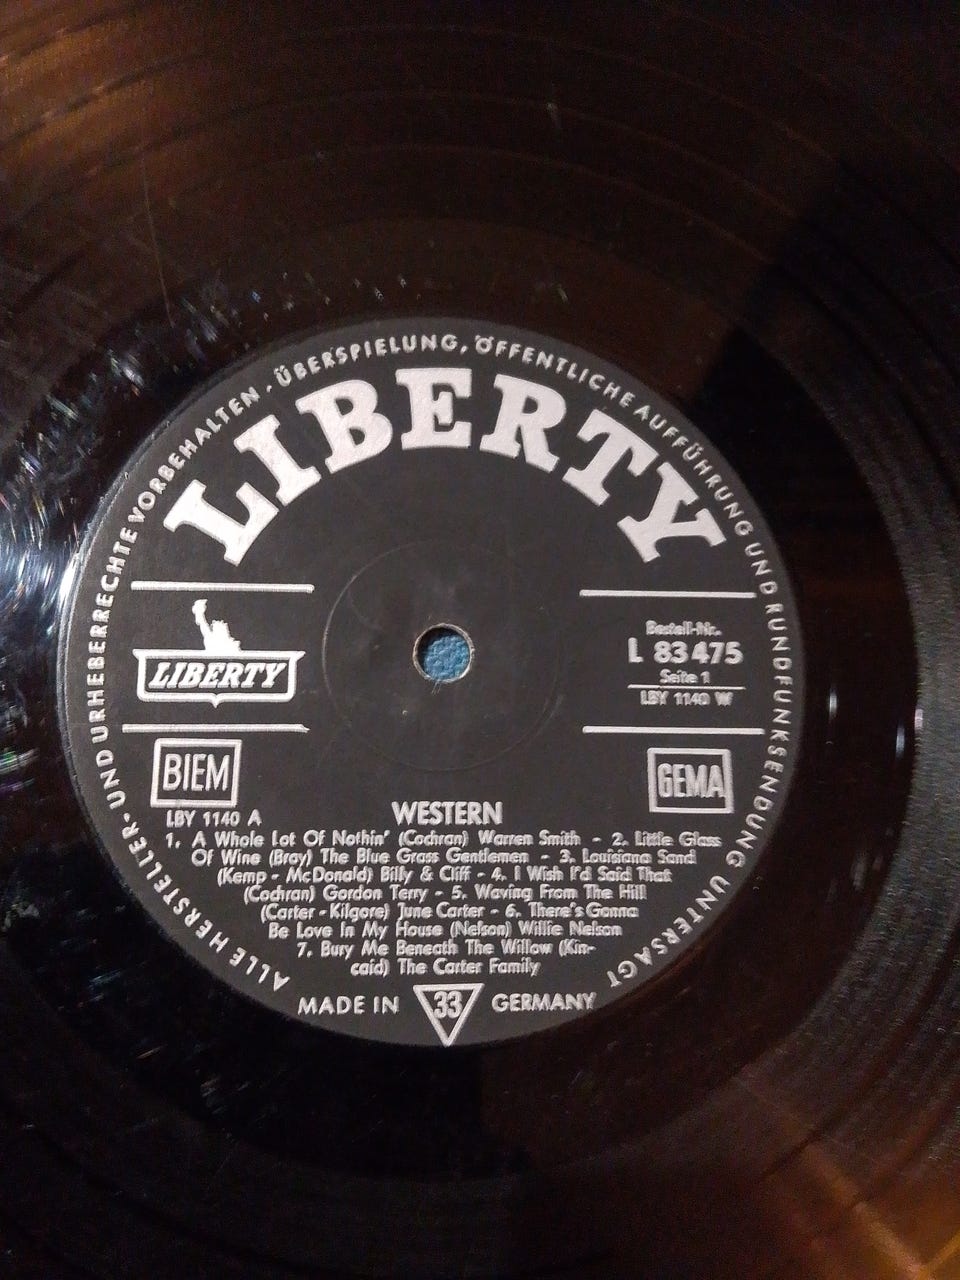 ALLE HERSTELLER- UND URHEBERRECHTE VORBEHALTEN. ÜBERSPIELUNG, ÖFFENTLICHE AUFFÜHRUNG UND RUNDFUNKSENDUNG UNTERSAGT
LIBERTY
LIBERTY
Bestell-Nr.
L 83 475
Seite 1
LBY 1140 W
BIEM
GEMA
LBY 1140 A
WESTERN
1. A Whole Lot Of Nothin' (Cochran) Warren Smith - 2. Little Glass
Of Wine (Bray) The Blue Grass Gentlemen - 3. Louisiana Sand
(Kemp - McDonald) Billy & Cliff - 4. I Wish I'd Said That
(Cochran) Gordon Terry - 5. Waving From The Hill
(Carter - Kilgore) June Carter - 6. There's Gonna
Be Love In My House (Nelson) Willie Nelson
7. Bury Me Beneath The Willow (Kin-
caid) The Carter Family
MADE IN 33 GERMANY